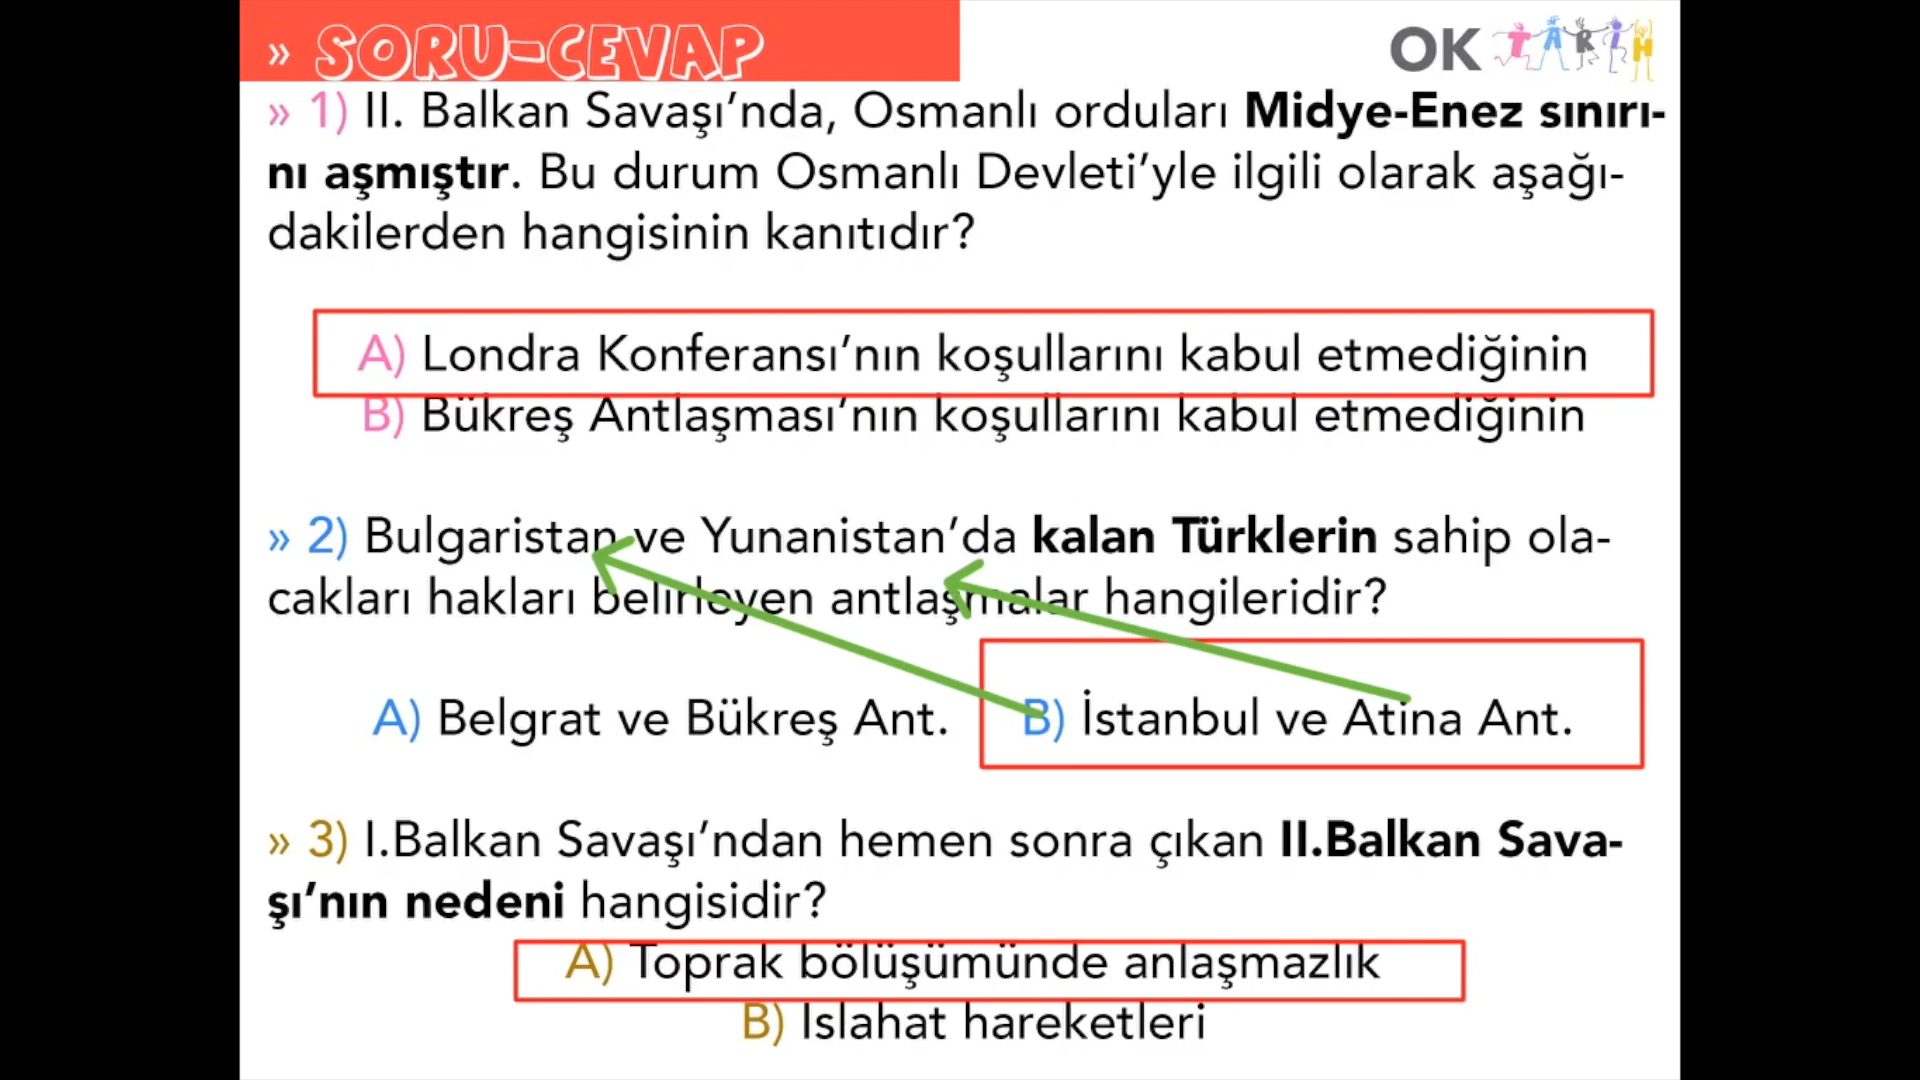 » SORU-CEVAP
OK TARİH
» 1) II. Balkan Savaşı’nda, Osmanlı orduları Midye-Enez sınırı-
nı aşmıştır. Bu durum Osmanlı Devleti’yle ilgili olarak aşağı-
dakilerden hangisinin kanıtıdır?
A) Londra Konferansı’nın koşullarını kabul etmediğinin
B) Bükreş Antlaşması’nın koşullarını kabul etmediğinin
» 2) Bulgaristan ve Yunanistan’da kalan Türklerin sahip ola-
cakları hakları belirleyen antlaşmalar hangileridir?
A) Belgrat ve Bükreş Ant. B) İstanbul ve Atina Ant.
» 3) I.Balkan Savaşı’ndan hemen sonra çıkan II.Balkan Sava-
şı’nın nedeni hangisidir?
A) Toprak bölüşümünde anlaşmazlık
B) Islahat hareketleri